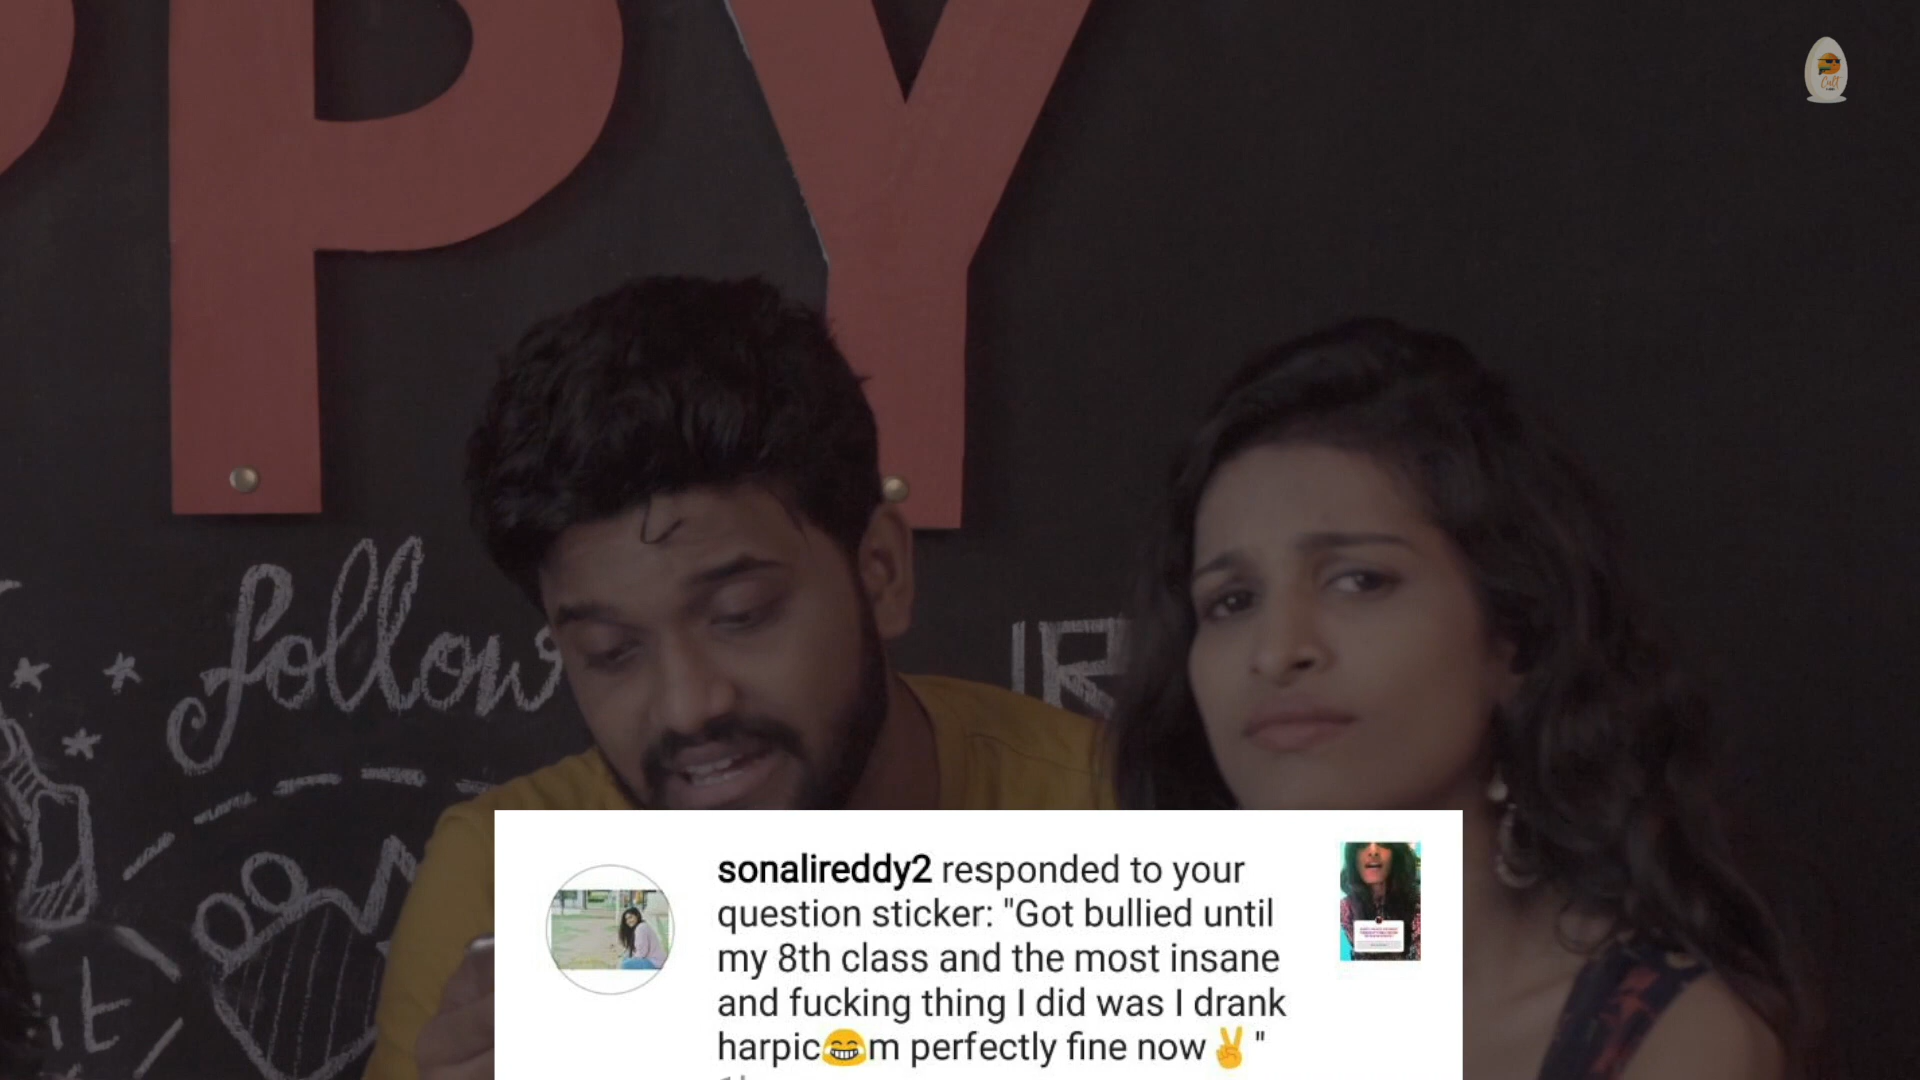 PPY
Cult
follow
sonalireddy2 responded to your
question sticker: "Got bullied until
my 8th class and the most insane
and fucking thing I did was I drank
harpic😂m perfectly fine now✌️"